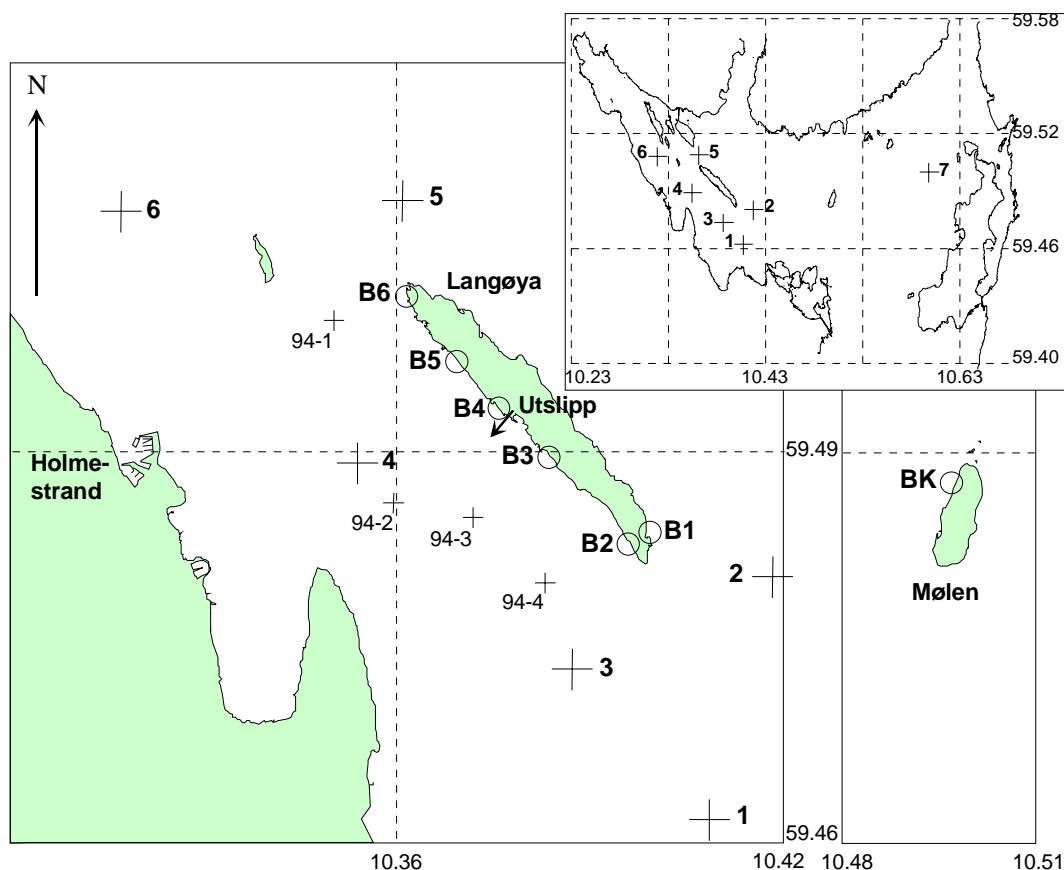 N
6
5
Langøya
B6
94-1
B5
B4
Utslipp
B3
Holme-
strand
4
94-2
94-3
B2
B1
94-4
2
3
1
59.49
59.46
10.36
10.42
BK
Mølen
10.48
10.51
59.58
59.52
59.46
59.40
10.23
10.43
10.63
6
5
4
3
2
1
7